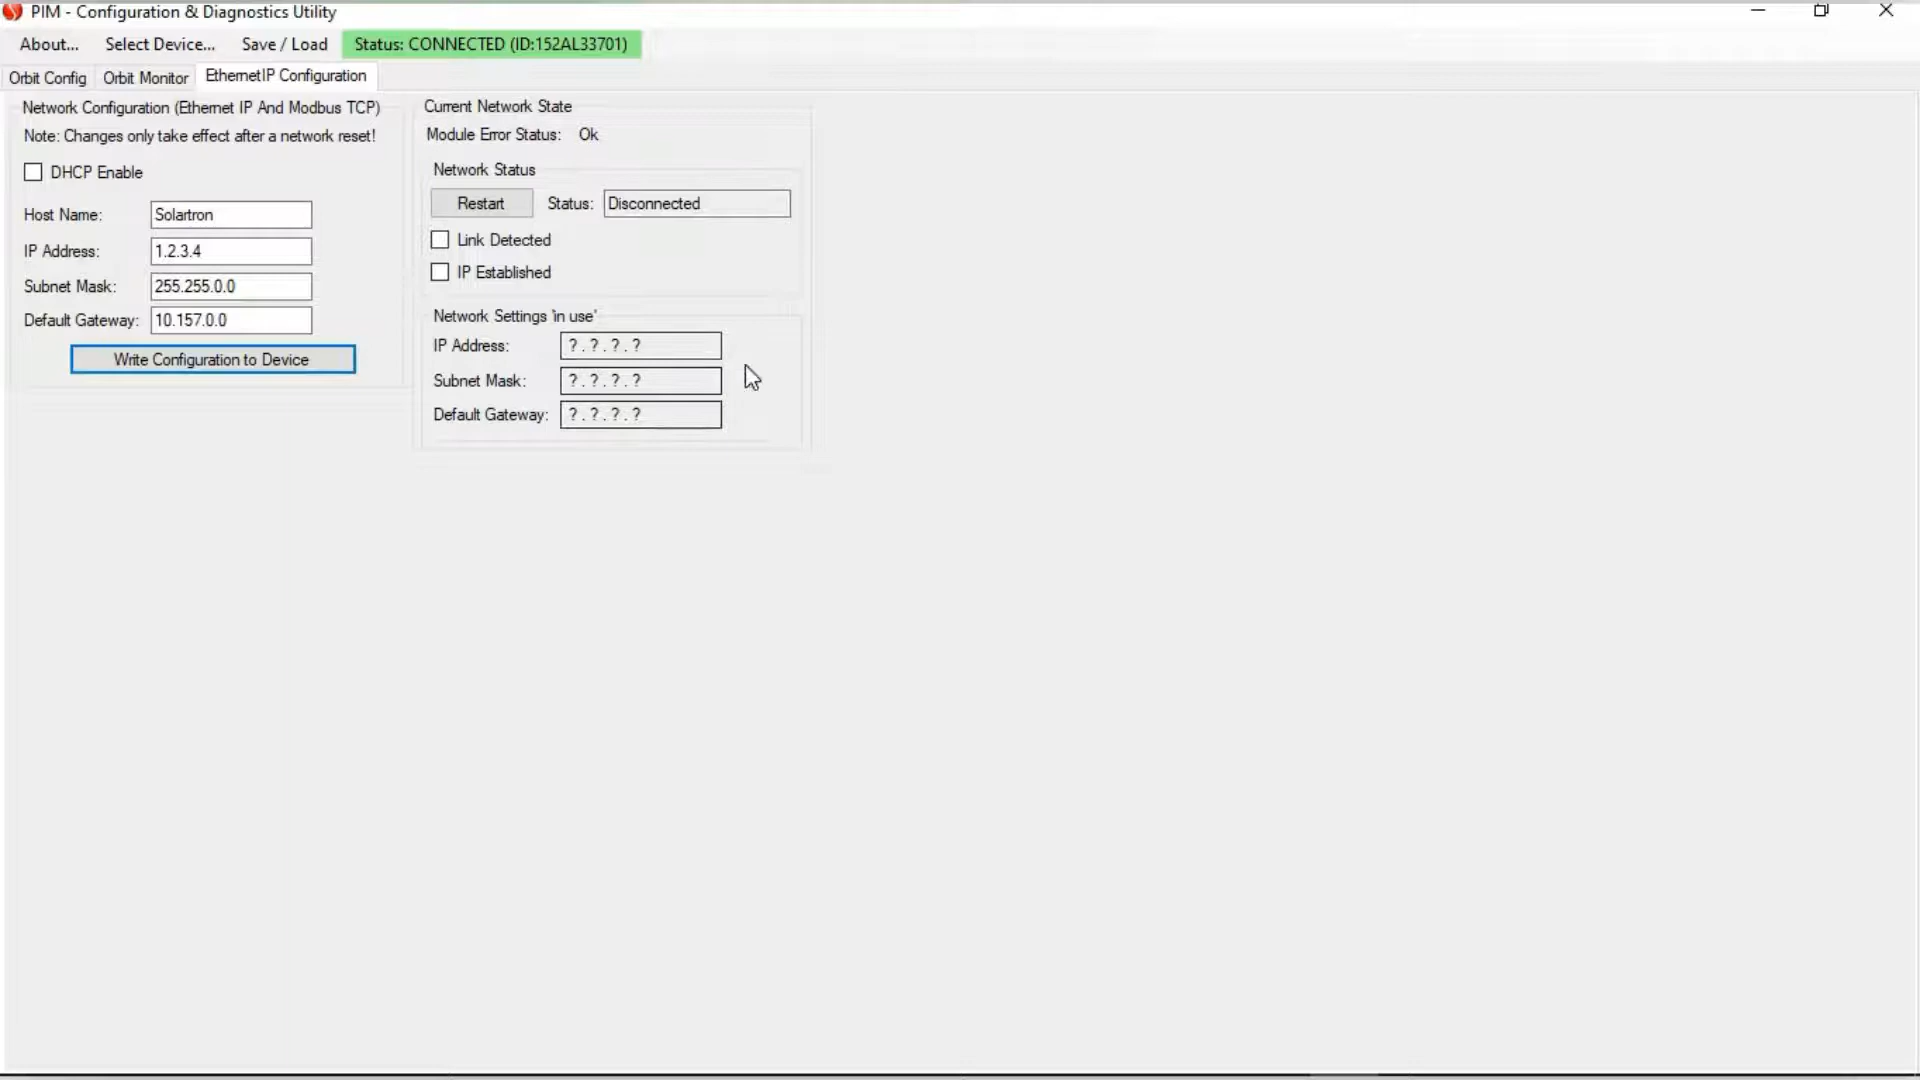 PIM - Configuration & Diagnostics Utility
About... Select Device... Save / Load Status: CONNECTED (ID:152AL33701)
Orbit Config Orbit Monitor EthernetIP Configuration
Network Configuration (Ethernet IP And Modbus TCP)
Note: Changes only take effect after a network reset!
DHCP Enable
Host Name: Solartron
IP Address: 1.2.3.4
Subnet Mask: 255.255.0.0
Default Gateway: 10.157.0.0
Write Configuration to Device
Current Network State
Module Error Status: Ok
Network Status
Restart Status: Disconnected
Link Detected
IP Established
Network Settings 'in use'
IP Address: ? . ? . ? . ?
Subnet Mask: ? . ? . ? . ?
Default Gateway: ? . ? . ? . ?